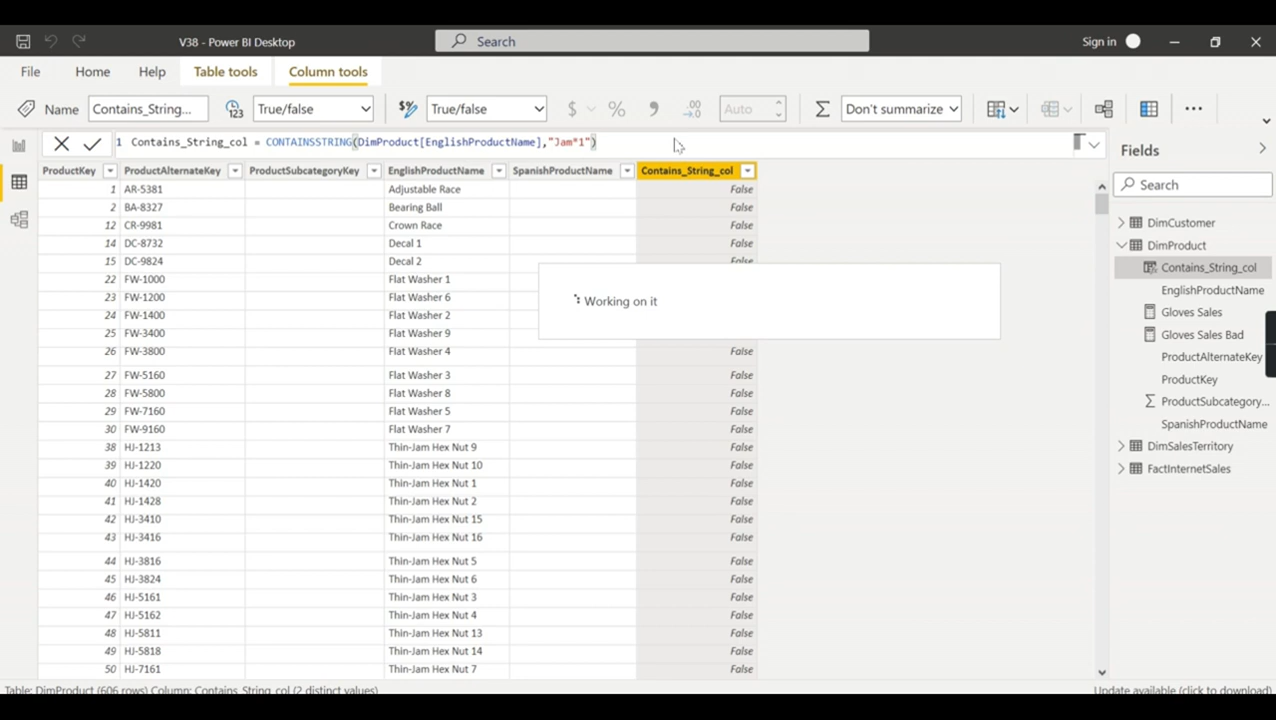 V38 - Power BI Desktop
Search
Sign in
File Home Help Table tools Column tools
Name Contains_String... True/false True/false $ % Auto Don't summarize
1 Contains_String_col = CONTAINSSTRING(DimProduct[EnglishProductName],"Jam*1")
ProductKey ProductAlternateKey ProductSubcategoryKey EnglishProductName SpanishProductName Contains_String_col
1 AR-5381 Adjustable Race False
2 BA-8327 Bearing Ball False
12 CR-9981 Crown Race False
14 DC-8732 Decal 1 False
15 DC-9824 Decal 2 False
22 FW-1000 Flat Washer 1
23 FW-1200 Flat Washer 6
24 FW-1400 Flat Washer 2
25 FW-3400 Flat Washer 9
26 FW-3800 Flat Washer 4 False
27 FW-5160 Flat Washer 3 False
28 FW-5800 Flat Washer 8 False
29 FW-7160 Flat Washer 5 False
30 FW-9160 Flat Washer 7 False
38 HJ-1213 Thin-Jam Hex Nut 9 False
39 HJ-1220 Thin-Jam Hex Nut 10 False
40 HJ-1420 Thin-Jam Hex Nut 1 False
41 HJ-1428 Thin-Jam Hex Nut 2 False
42 HJ-3410 Thin-Jam Hex Nut 15 False
43 HJ-3416 Thin-Jam Hex Nut 16 False
44 HJ-3816 Thin-Jam Hex Nut 5 False
45 HJ-3824 Thin-Jam Hex Nut 6 False
46 HJ-5161 Thin-Jam Hex Nut 3 False
47 HJ-5162 Thin-Jam Hex Nut 4 False
48 HJ-5811 Thin-Jam Hex Nut 13 False
49 HJ-5818 Thin-Jam Hex Nut 14 False
50 HJ-7161 Thin-Jam Hex Nut 7 False
Working on it
Table: DimProduct (606 rows) Column: Contains_String_col (2 distinct values)
Update available (click to download)
Fields
Search
DimCustomer
DimProduct
Contains_String_col
EnglishProductName
Gloves Sales
Gloves Sales Bad
ProductAlternateKey
ProductKey
ProductSubcategory...
SpanishProductName
DimSalesTerritory
FactInternetSales